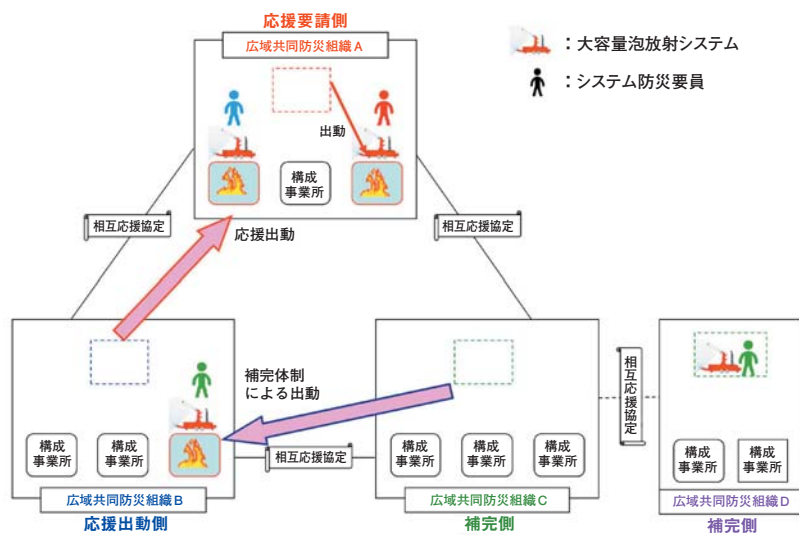 応援要請側
広域共同防災組織A
：大容量泡放射システム
：システム防災要員
出動
構成
事業所
相互応援協定
相互応援協定
応援出動
補完体制
による出動
相互応援協定
構成
事業所
構成
事業所
相互応援協定
構成
事業所
構成
事業所
構成
事業所
構成
事業所
構成
事業所
広域共同防災組織B
応援出動側
広域共同防災組織C
補完側
広域共同防災組織D
補完側